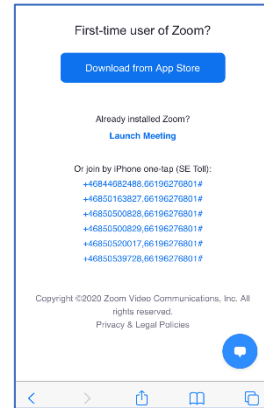 First-time user of Zoom?
Download from App Store
Already installed Zoom?
Launch Meeting
Or join by iPhone one-tap (SE Toll):
+46844682488,66196276801#
+46850163827,66196276801#
+46850500828,66196276801#
+46850500829,66196276801#
+46850520017,66196276801#
+46850539728,66196276801#
Copyright ©2020 Zoom Video Communications, Inc. All
rights reserved.
Privacy & Legal Policies